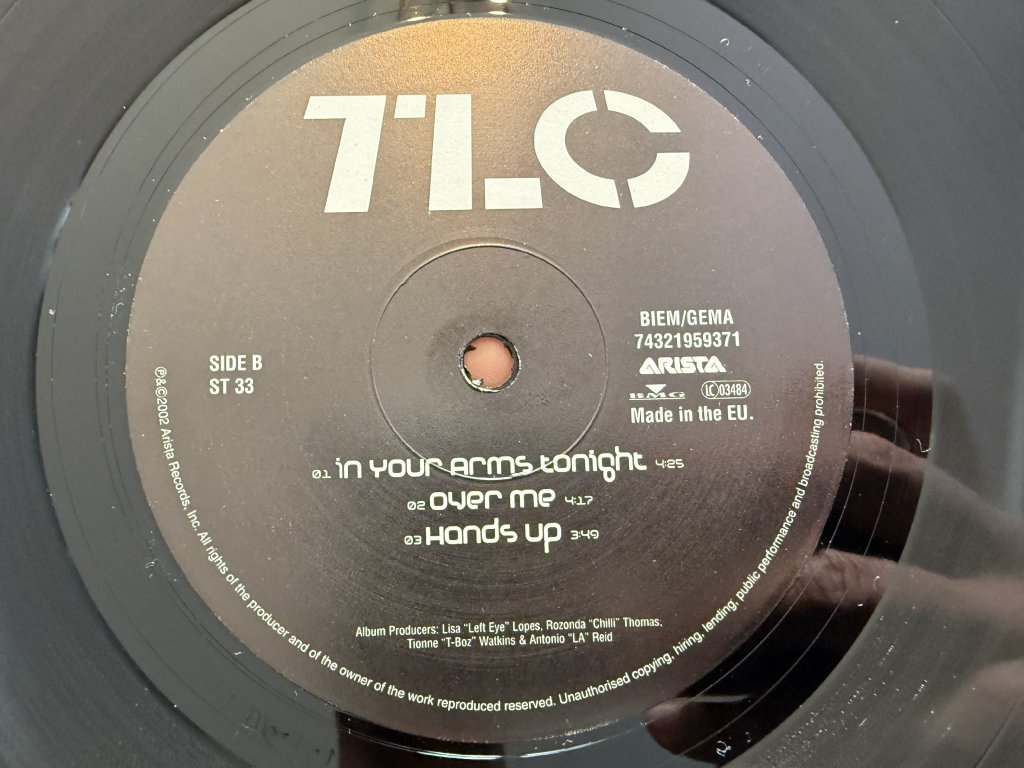 TLC
SIDE B
ST 33
BIEM/GEMA
74321959371
ARISTA
BMG LC 03484
Made in the EU.
01 in your arms tonight 4:25
02 over me 4:17
03 Hands up 3:49
Album Producers: Lisa "Left Eye" Lopes, Rozonda "Chilli" Thomas,
Tionne "T-Boz" Watkins & Antonio "LA" Reid
℗&©2002 Arista Records, Inc. All rights of the producer and of the owner of the work reproduced reserved. Unauthorised copying, hiring, lending, public performance and broadcasting prohibited.